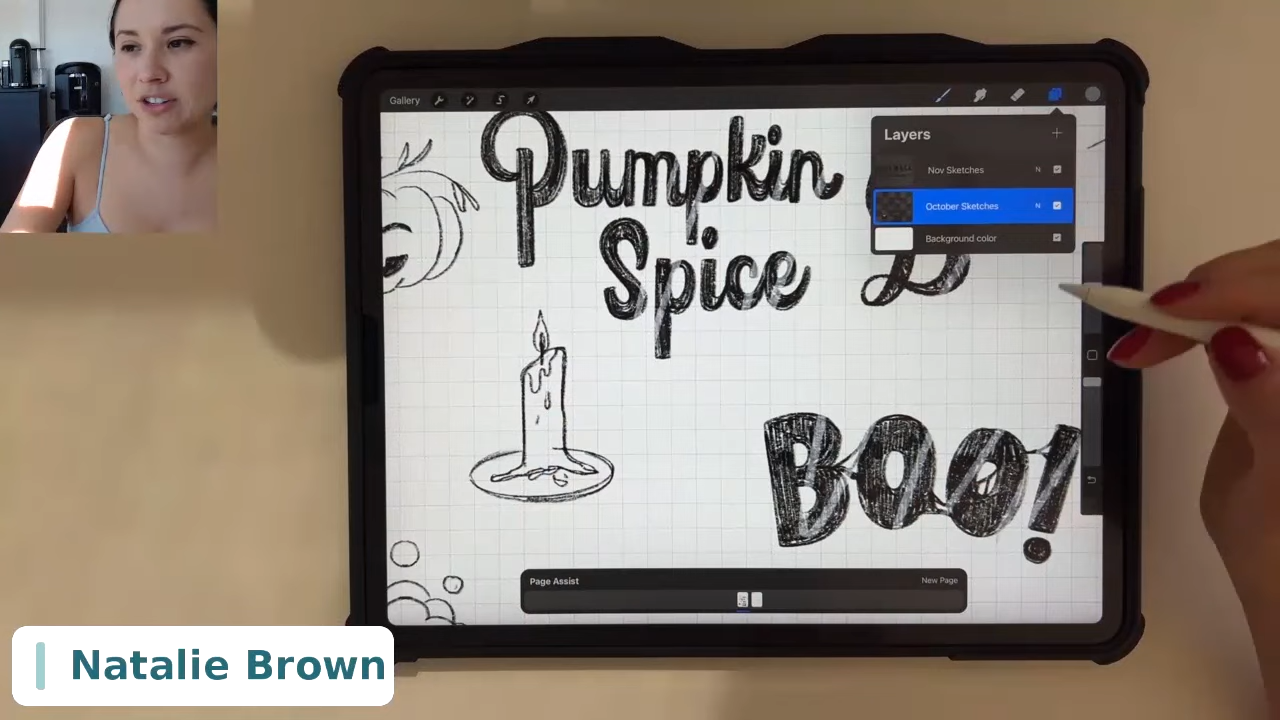 Gallery
Layers
Nov Sketches N
October Sketches N
Background color
Pumpkin
Spice
BOO!
Page Assist
New Page
Natalie Brown